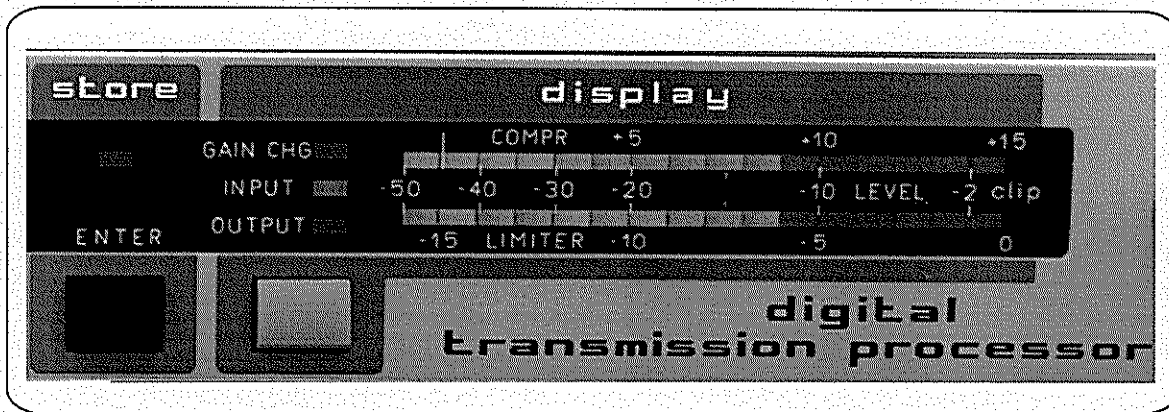 store
display
GAIN CHG COMPR +5 +10 +15
INPUT -50 -40 -30 -20 -10 LEVEL -2 clip
OUTPUT -15 LIMITER -10 -5 0
ENTER
digital
transmission processor